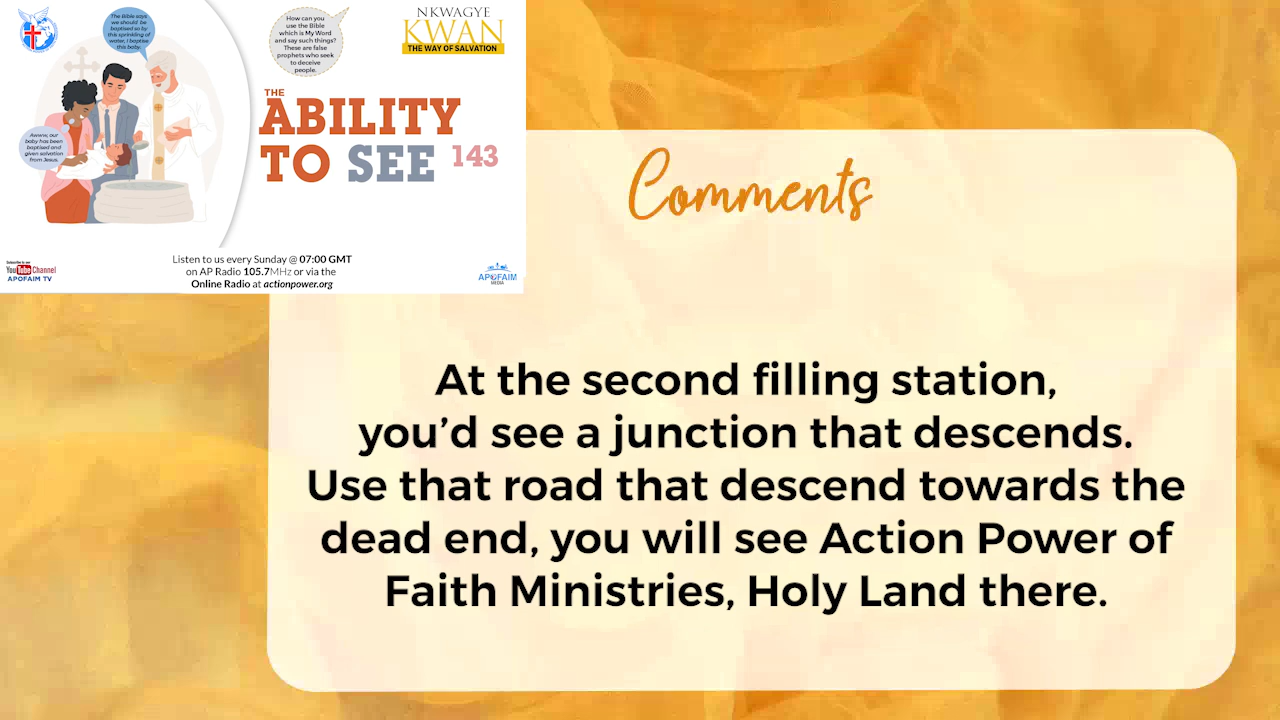 The Bible says
we should be
baptised so by
this sprinkling of
water, I baptise
this baby.
Awww, our
baby has been
baptised and
given salvation
from Jesus.
How can you
use the Bible
which is My Word
and say such things?
These are false
prophets who seek
to deceive
people.
NKWAGYE
KWAN
THE WAY OF SALVATION
THE
ABILITY
TO SEE 143
Listen to us every Sunday @ 07:00 GMT
on AP Radio 105.7MHz or via the
Online Radio at actionpower.org
Subscribe to our
YouTube Channel
APOFAIM TV
APOFAIM
MEDIA
Comments
At the second filling station,
you’d see a junction that descends.
Use that road that descend towards the
dead end, you will see Action Power of
Faith Ministries, Holy Land there.